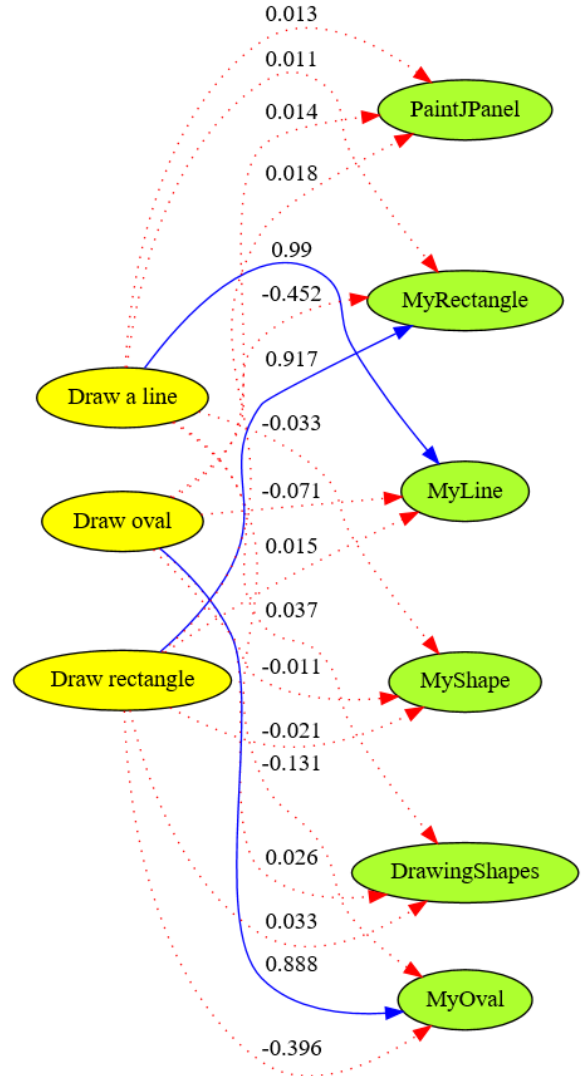 0.013
0.011
PaintJPanel
0.014
0.018
0.99
-0.452
MyRectangle
0.917
Draw a line
-0.033
-0.071
MyLine
Draw oval
0.015
0.037
-0.011
MyShape
Draw rectangle
-0.021
-0.131
0.026
DrawingShapes
0.033
0.888
MyOval
-0.396